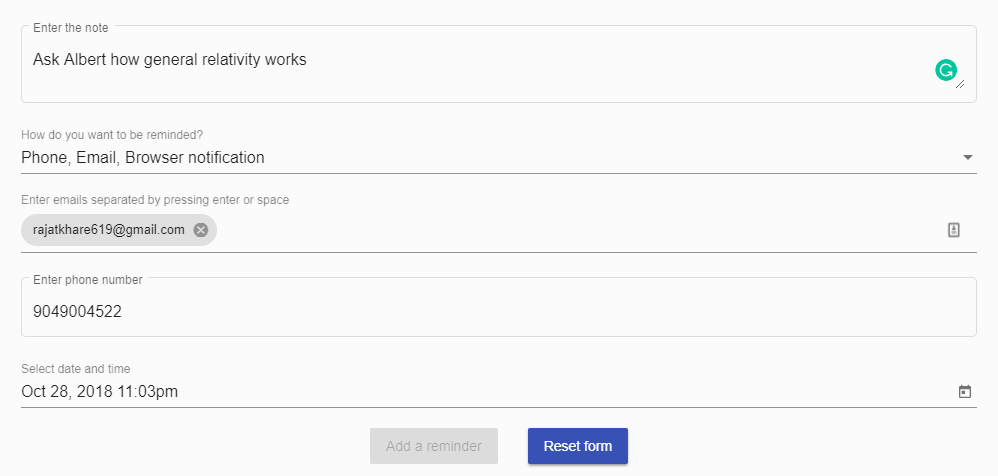 Enter the note
Ask Albert how general relativity works
How do you want to be reminded?
Phone, Email, Browser notification
Enter emails separated by pressing enter or space
rajatkhare619@gmail.com
Enter phone number
9049004522
Select date and time
Oct 28, 2018 11:03pm
Add a reminder Reset form